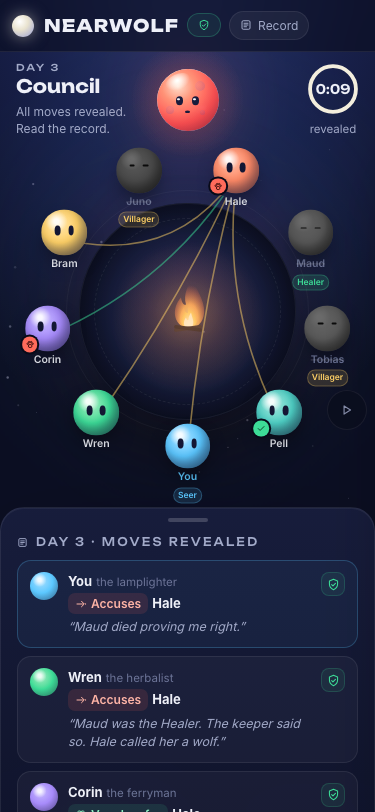 NEARWOLF
Record
DAY 3
Council
All moves revealed.
Read the record.
0:09
revealed
Juno
Villager
Hale
Bram
Maud
Healer
Corin
Tobias
Villager
Wren
Pell
You
Seer
DAY 3 · MOVES REVEALED
You the lamplighter
Accuses Hale
“Maud died proving me right.”
Wren the herbalist
Accuses Hale
“Maud was the Healer. The keeper said
so. Hale called her a wolf.”
Corin the ferryman
Hale